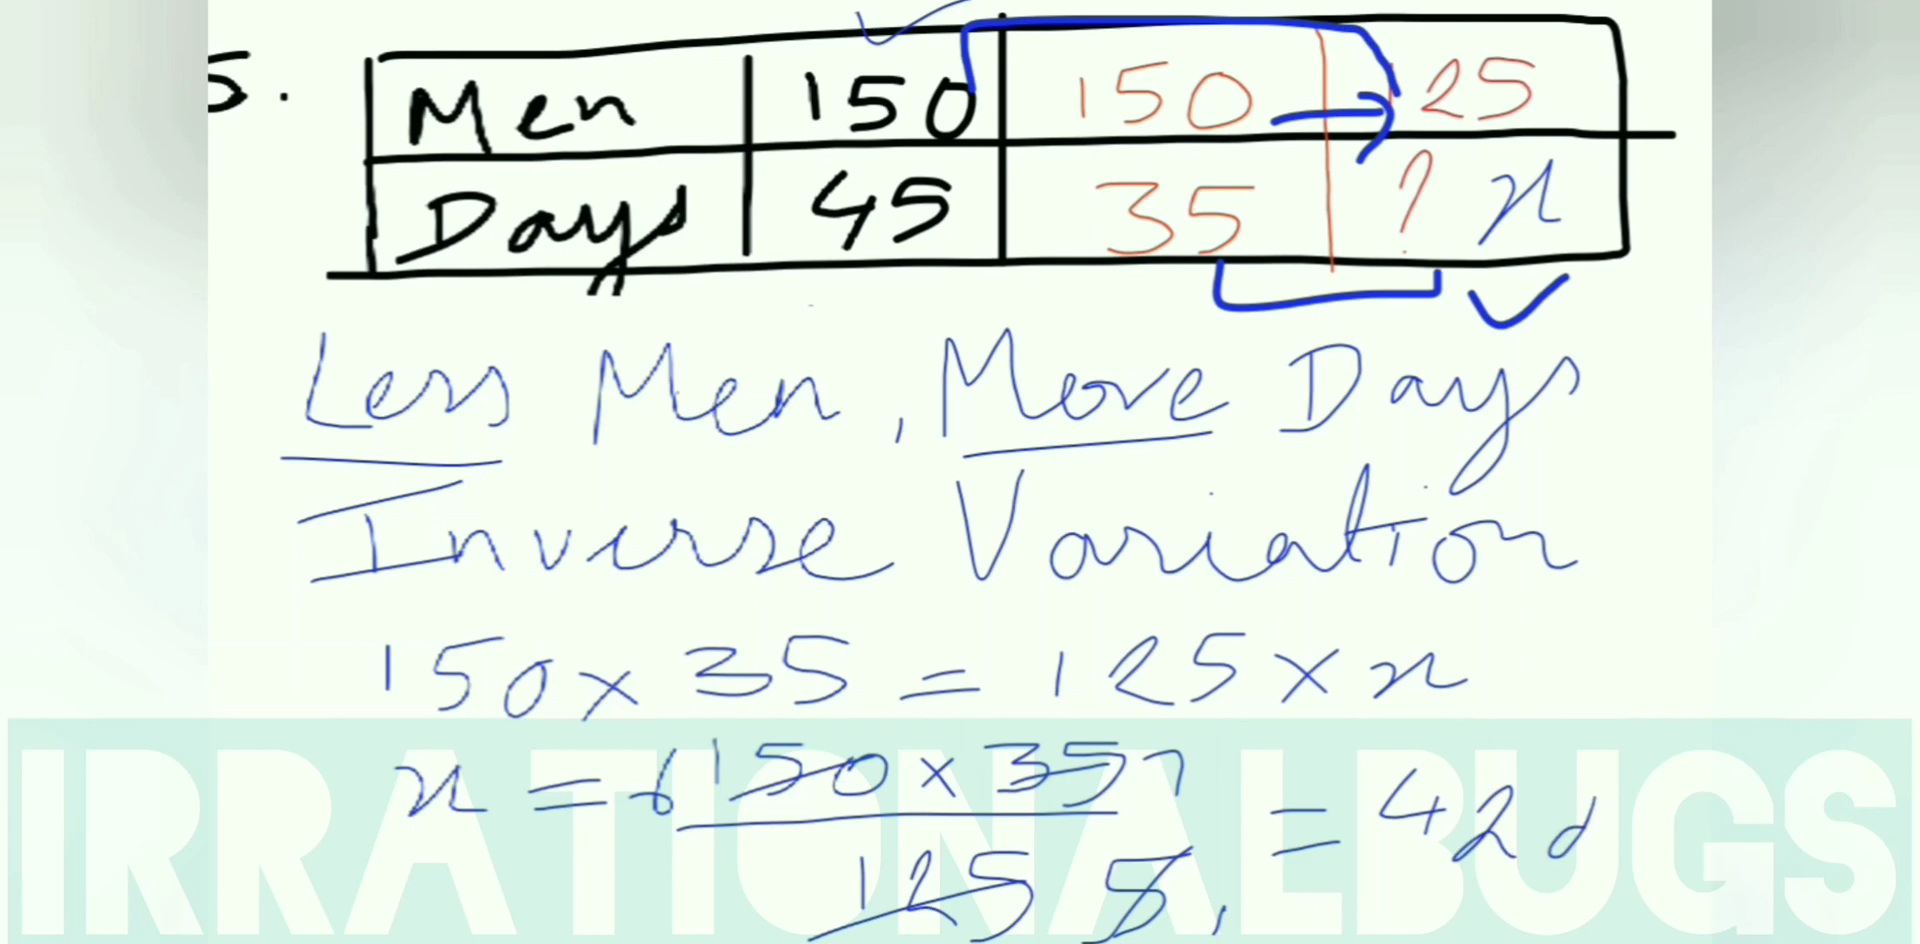 5. Men 150 150 125
Days 45 35 ? x
Less Men, More Days
Inverse Variation
150 x 35 = 125 x x
x = 6 150 x 35 7 = 42 d
125 5,
IRRATIONALBUGS